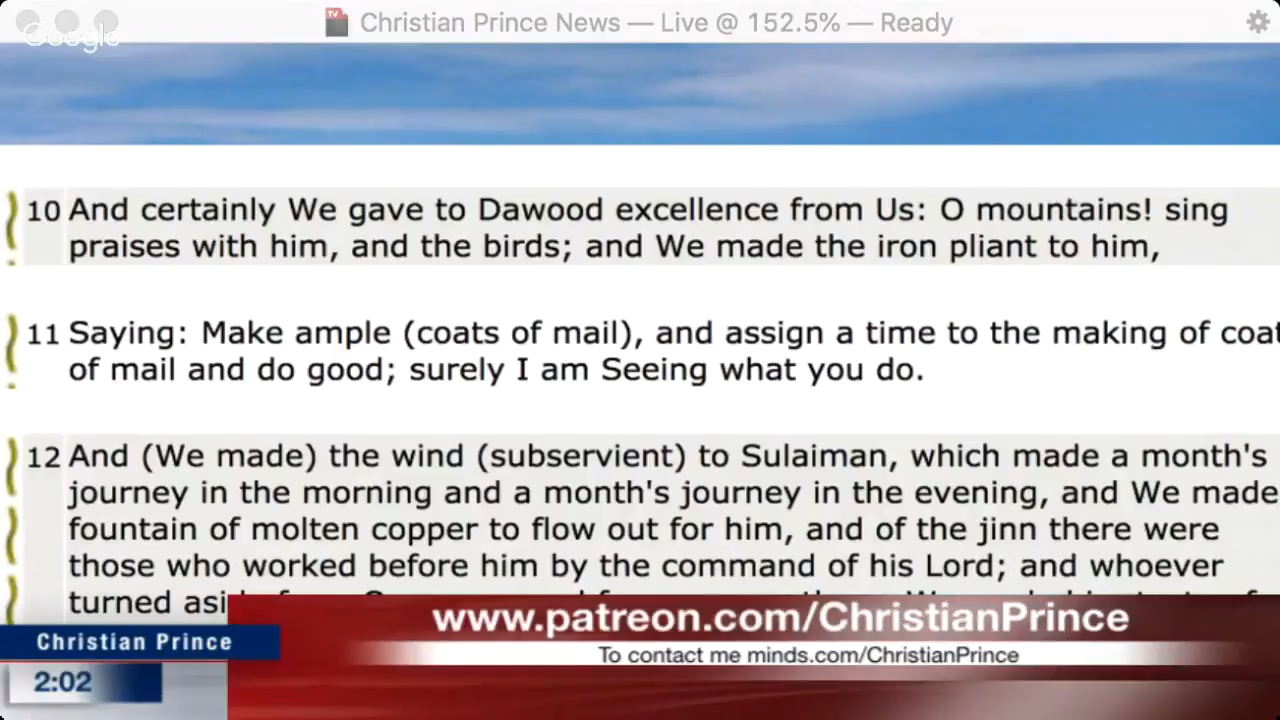 Christian Prince News — Live @ 152.5% — Ready
Google
10 And certainly We gave to Dawood excellence from Us: O mountains! sing
praises with him, and the birds; and We made the iron pliant to him,
11 Saying: Make ample (coats of mail), and assign a time to the making of coat
of mail and do good; surely I am Seeing what you do.
12 And (We made) the wind (subservient) to Sulaiman, which made a month's
journey in the morning and a month's journey in the evening, and We made
fountain of molten copper to flow out for him, and of the jinn there were
those who worked before him by the command of his Lord; and whoever
turned
www.patreon.com/ChristianPrince
Christian Prince
To contact me minds.com/ChristianPrince
2:02